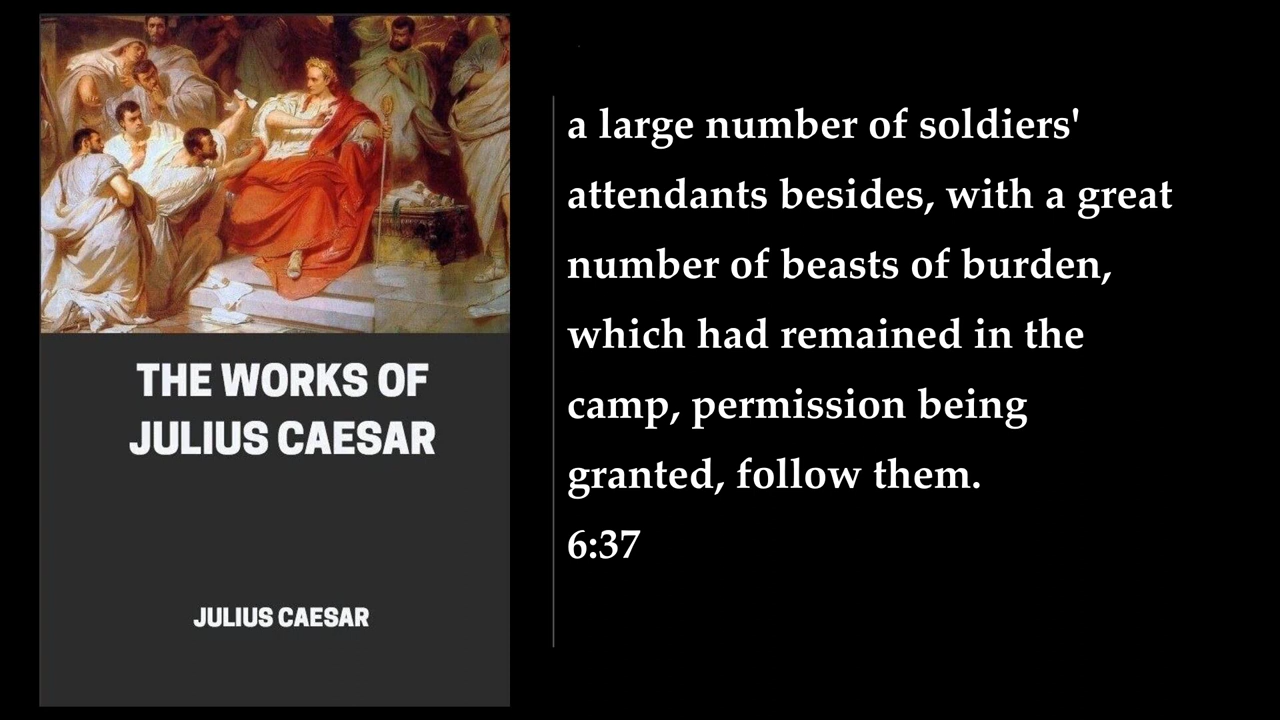 THE WORKS OF
JULIUS CAESAR
JULIUS CAESAR
a large number of soldiers'
attendants besides, with a great
number of beasts of burden,
which had remained in the
camp, permission being
granted, follow them.
6:37